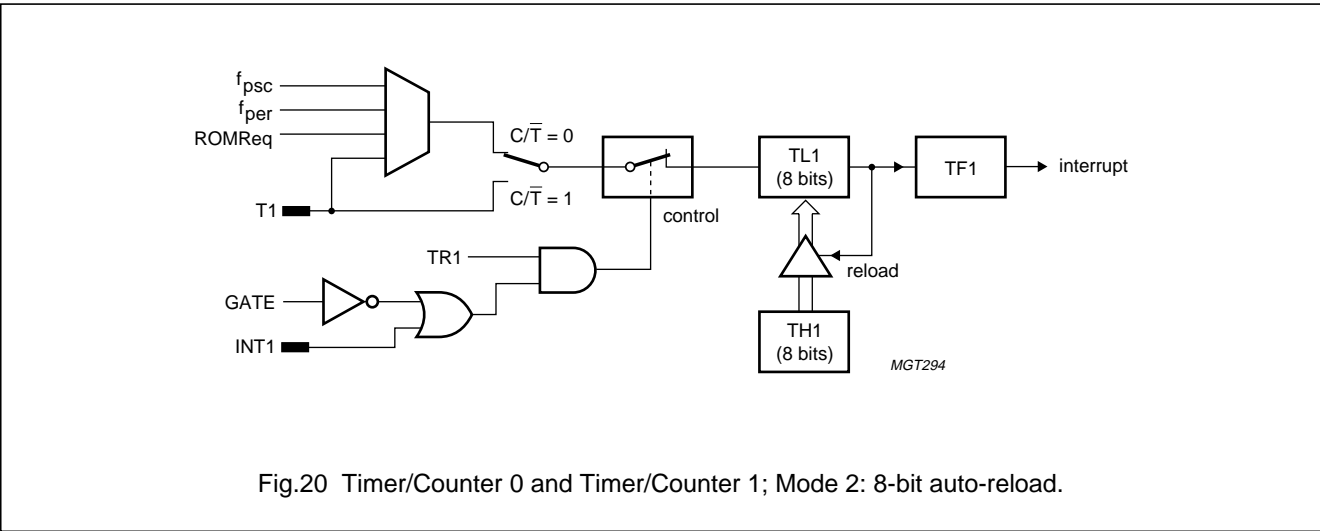 fpsc
fper
ROMReq
C/T̅ = 0
C/T̅ = 1
T1
control
TL1
(8 bits)
TF1
interrupt
TR1
reload
GATE
INT1
TH1
(8 bits)
MGT294
Fig.20 Timer/Counter 0 and Timer/Counter 1; Mode 2: 8-bit auto-reload.